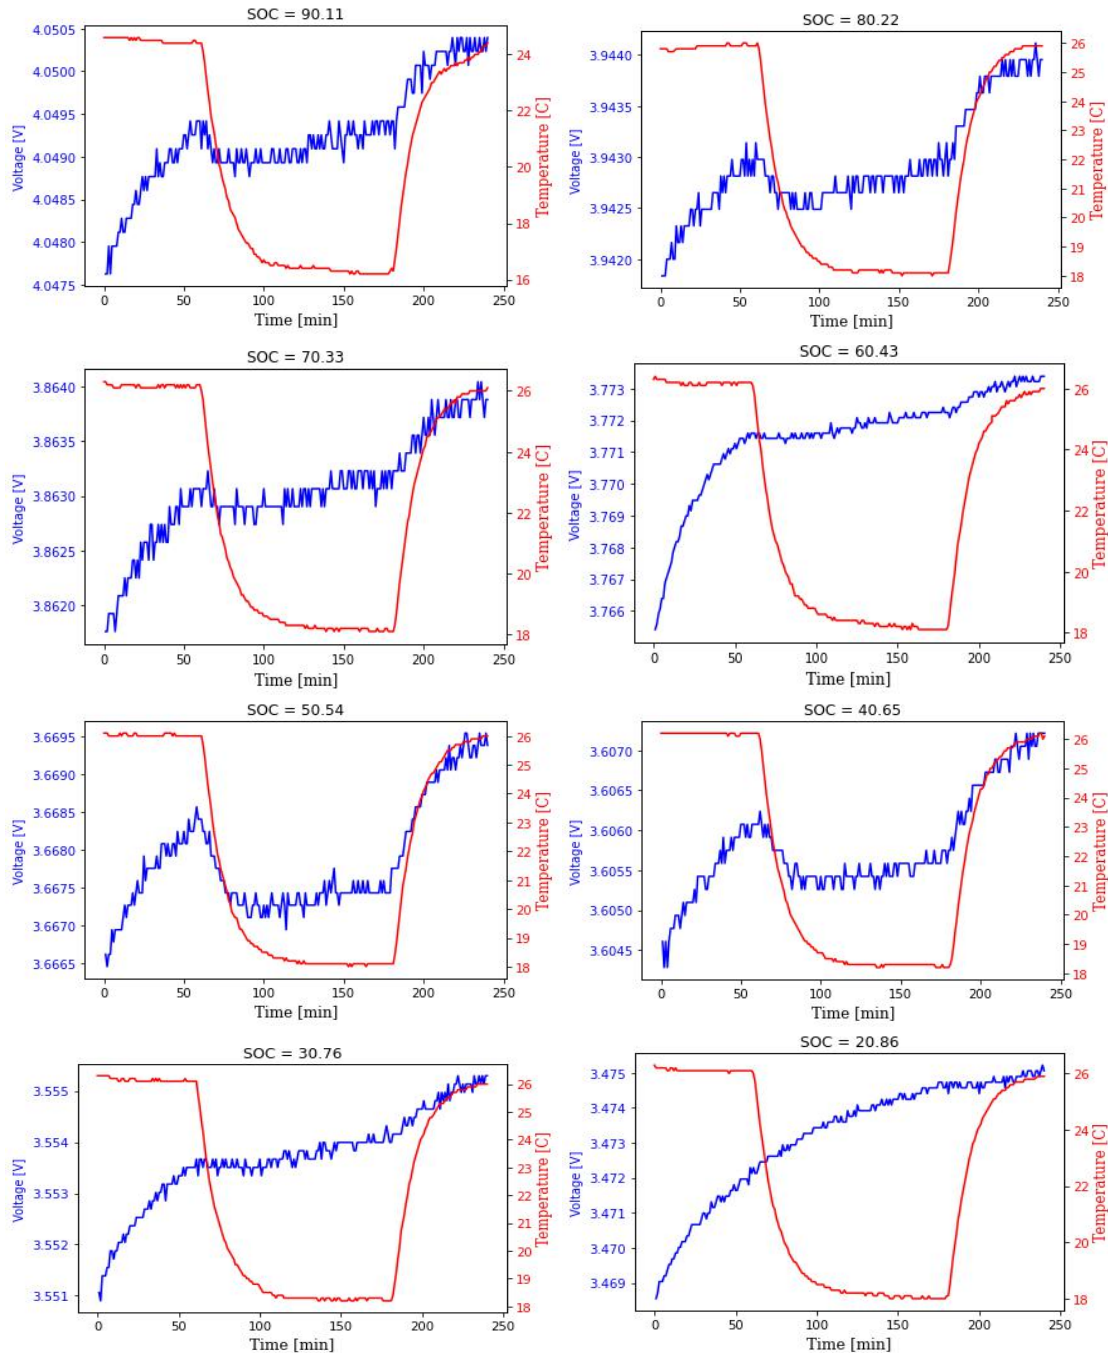 SOC = 90.11
4.0505
4.0500
4.0495
4.0490
4.0485
4.0480
4.0475
Voltage [V]
24
22
20
18
16
Temperature [C]
0 50 100 150 200 250
Time [min]
SOC = 80.22
3.9440
3.9435
3.9430
3.9425
3.9420
Voltage [V]
26
25
24
23
22
21
20
19
18
Temperature [C]
0 50 100 150 200 250
Time [min]
SOC = 70.33
3.8640
3.8635
3.8630
3.8625
3.8620
Voltage [V]
26
24
22
20
18
Temperature [C]
0 50 100 150 200 250
Time [min]
SOC = 60.43
3.773
3.772
3.771
3.770
3.769
3.768
3.767
3.766
Voltage [V]
26
24
22
20
18
Temperature [C]
0 50 100 150 200 250
Time [min]
SOC = 50.54
3.6695
3.6690
3.6685
3.6680
3.6675
3.6670
3.6665
Voltage [V]
26
25
24
23
22
21
20
19
18
Temperature [C]
0 50 100 150 200 250
Time [min]
SOC = 40.65
3.6070
3.6065
3.6060
3.6055
3.6050
3.6045
Voltage [V]
26
25
24
23
22
21
20
19
18
Temperature [C]
0 50 100 150 200 250
Time [min]
SOC = 30.76
3.555
3.554
3.553
3.552
3.551
Voltage [V]
26
25
24
23
22
21
20
19
18
Temperature [C]
0 50 100 150 200 250
Time [min]
SOC = 20.86
3.475
3.474
3.473
3.472
3.471
3.470
3.469
Voltage [V]
26
24
22
20
18
Temperature [C]
0 50 100 150 200 250
Time [min]